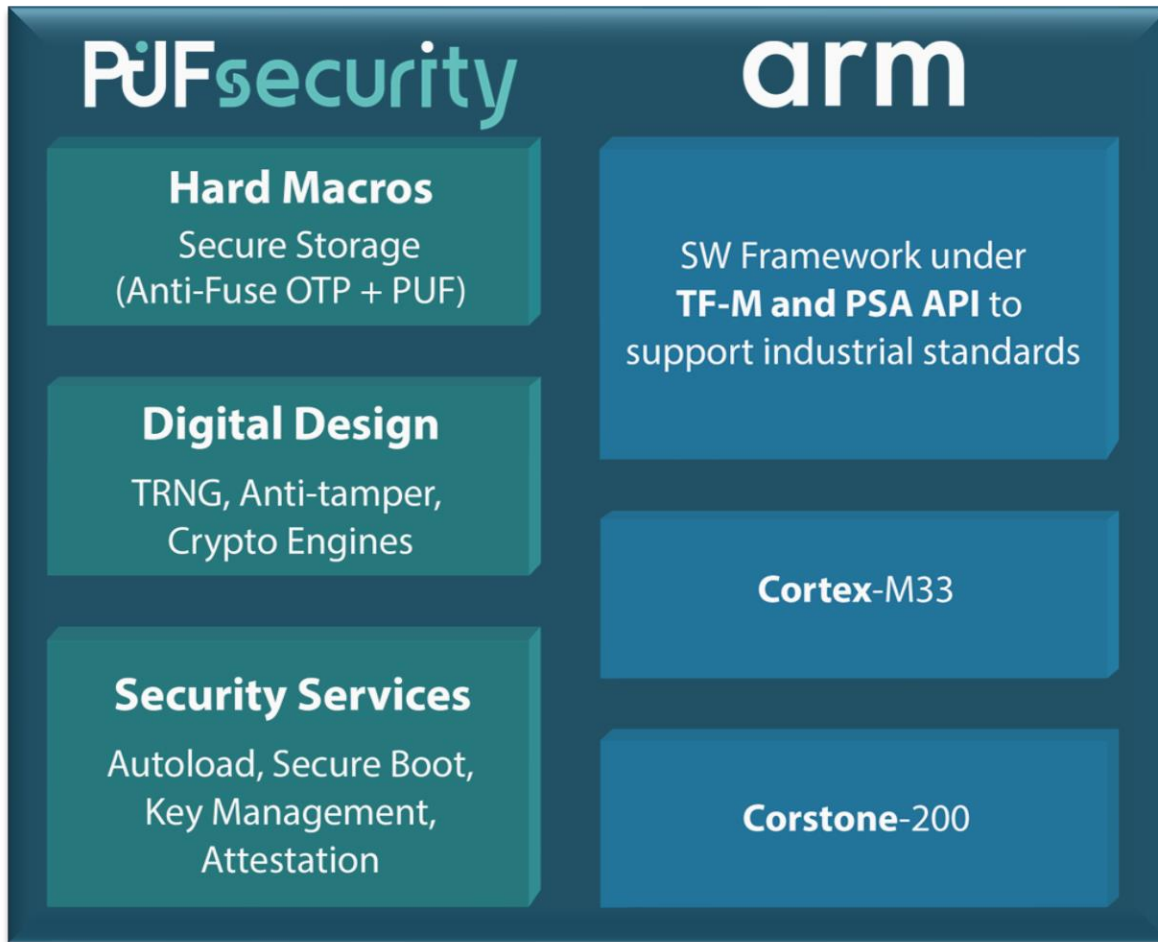 PUFsecurity
Hard Macros
Secure Storage
(Anti-Fuse OTP + PUF)
Digital Design
TRNG, Anti-tamper,
Crypto Engines
Security Services
Autoload, Secure Boot,
Key Management,
Attestation
arm
SW Framework under
TF-M and PSA API to
support industrial standards
Cortex-M33
Corstone-200